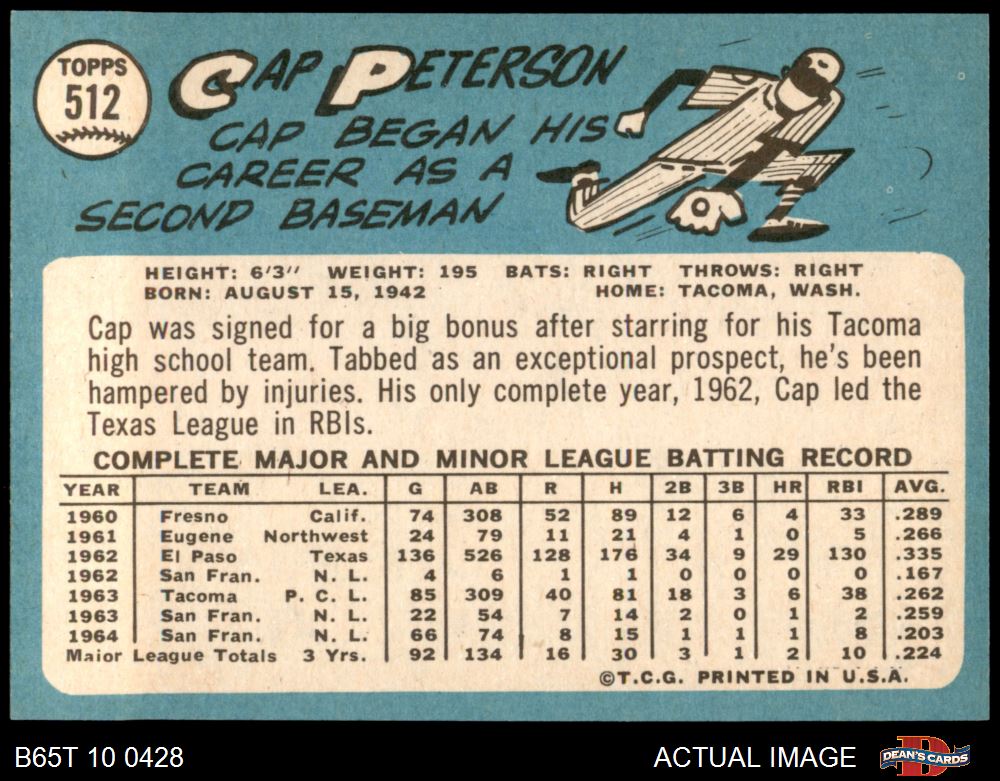 TOPPS
512
CAP PETERSON
CAP BEGAN HIS
CAREER AS A
SECOND BASEMAN
HEIGHT: 6'3" WEIGHT: 195 BATS: RIGHT THROWS: RIGHT
BORN: AUGUST 15, 1942 HOME: TACOMA, WASH.
Cap was signed for a big bonus after starring for his Tacoma
high school team. Tabbed as an exceptional prospect, he's been
hampered by injuries. His only complete year, 1962, Cap led the
Texas League in RBIs.
COMPLETE MAJOR AND MINOR LEAGUE BATTING RECORD
YEAR TEAM LEA. G AB R H 2B 3B HR RBI AVG.
1960 Fresno Calif. 74 308 52 89 12 6 4 33 .289
1961 Eugene Northwest 24 79 11 21 4 1 0 5 .266
1962 El Paso Texas 136 526 128 176 34 9 29 130 .335
1962 San Fran. N. L. 4 6 1 1 0 0 0 0 .167
1963 Tacoma P. C. L. 85 309 40 81 18 3 6 38 .262
1963 San Fran. N. L. 22 54 7 14 2 0 1 2 .259
1964 San Fran. N. L. 66 74 8 15 1 1 1 8 .203
Major League Totals 3 Yrs. 92 134 16 30 3 1 2 10 .224
©T.C.G. PRINTED IN U.S.A.
B65T 10 0428 ACTUAL IMAGE DEAN'S CARDS